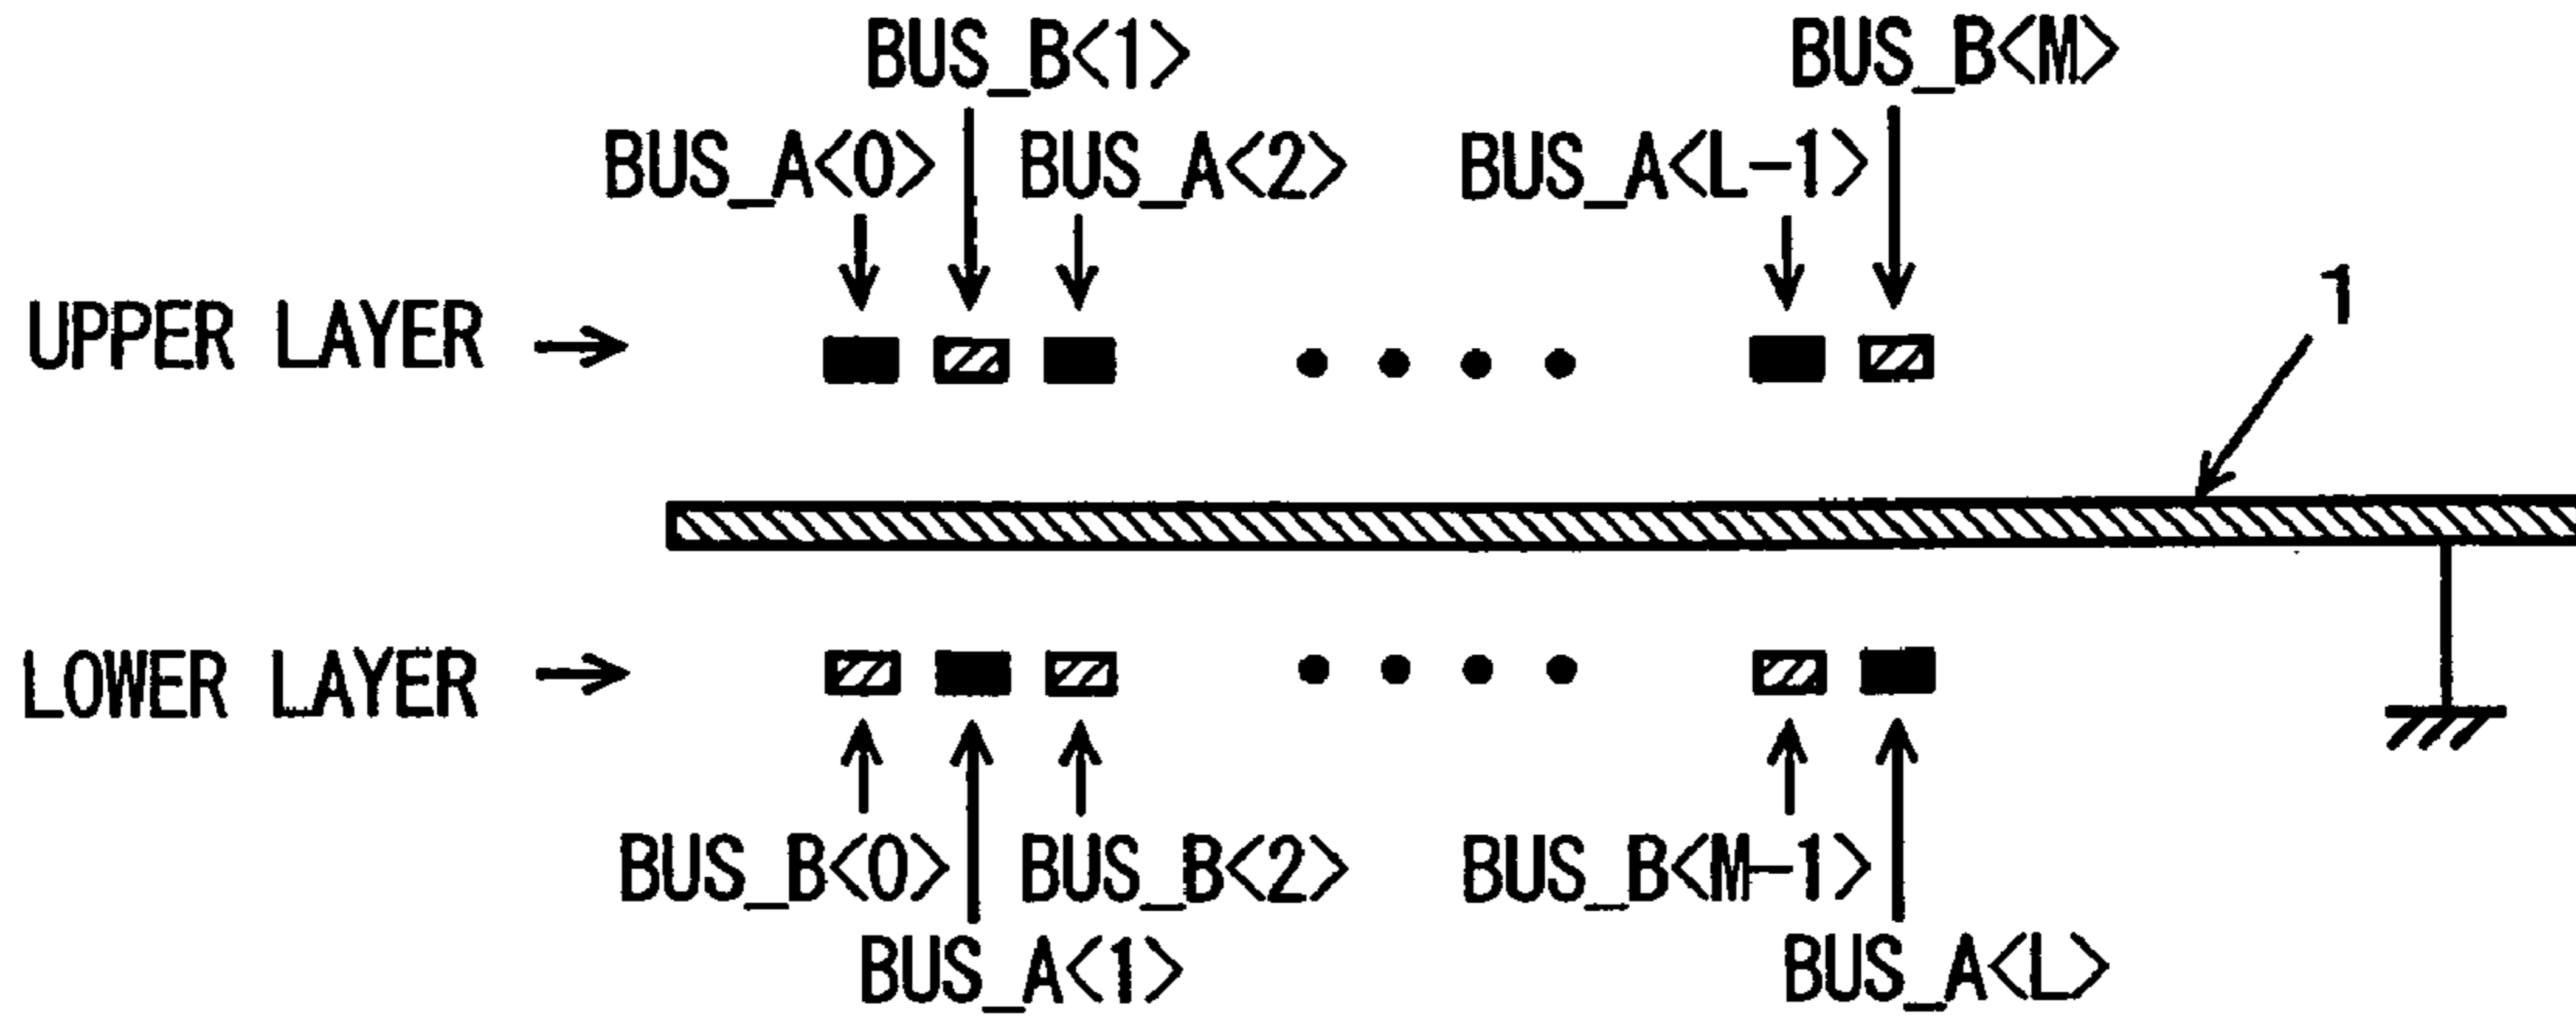 BUS_B<1> BUS_B<M>
BUS_A<0> BUS_A<2> BUS_A<L-1>
1
UPPER LAYER
LOWER LAYER
BUS_B<0> BUS_B<2> BUS_B<M-1>
BUS_A<1> BUS_A<L>